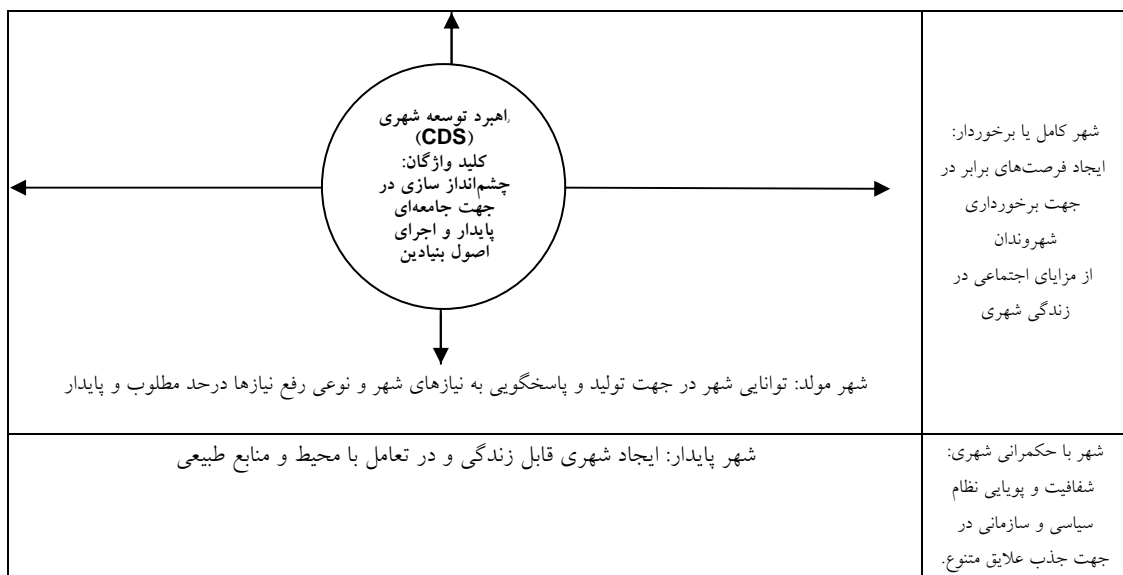 راهبرد توسعه شهری
(CDS)
کلید واژگان:
چشم‌انداز سازی در
جهت جامعه‌ای
پایدار و اجرای
اصول بنیادین
شهر کامل یا برخوردار:
ایجاد فرصت‌های برابر در
جهت برخورداری
شهروندان
از مزایای اجتماعی در
زندگی شهری
شهر مولد: توانایی شهر در جهت تولید و پاسخگویی به نیازهای شهر و نوعی رفع نیازها درحد مطلوب و پایدار
شهر با حکمرانی شهری:
شفافیت و پویایی نظام
سیاسی و سازمانی در
جهت جذب علایق متنوع.
شهر پایدار: ایجاد شهری قابل زندگی و در تعامل با محیط و منابع طبیعی